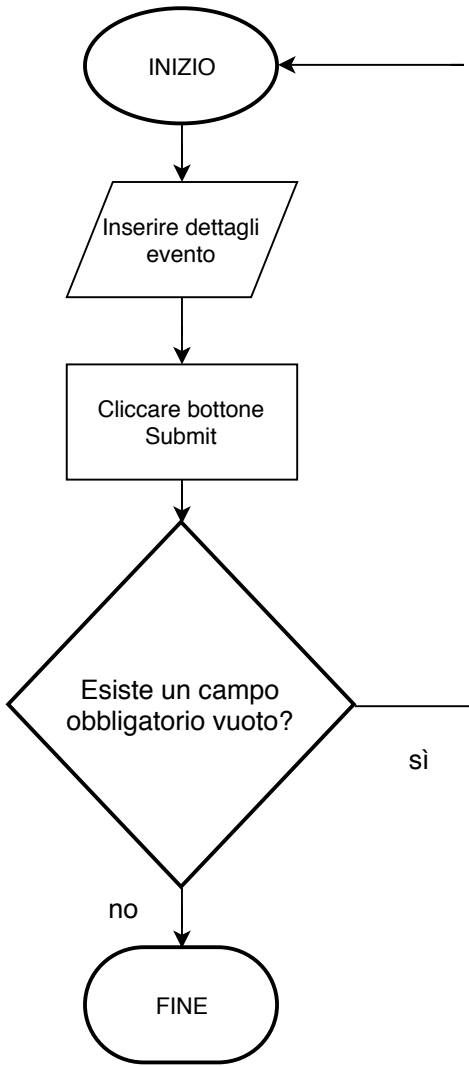 INIZIO
Inserire dettagli
evento
Cliccare bottone
Submit
Esiste un campo
obbligatorio vuoto?
sì
no
FINE